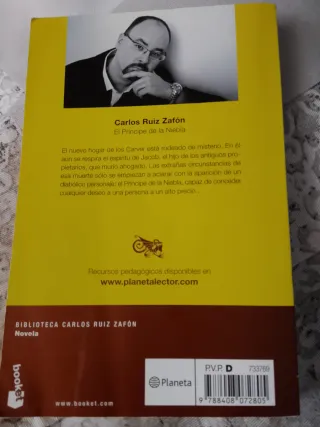 Carlos Ruiz Zafón
El Príncipe de la Niebla
El nuevo hogar de los Carver está rodeado de misterio. En él
aún se respira el espíritu de Jacob, el hijo de los antiguos pro-
pietarios, que murió ahogado. Las extrañas circunstancias de
esa muerte sólo se empiezan a aclarar con la aparición de un
diabólico personaje: el Príncipe de la Niebla, capaz de conceder
cualquier deseo a una persona a un alto precio...
Recursos pedagógicos disponibles en
www.planetalector.com
BIBLIOTECA CARLOS RUIZ ZAFÓN
Novela
booket
www.booket.com
Planeta
P.V.P. D
733769
9 788408 072805